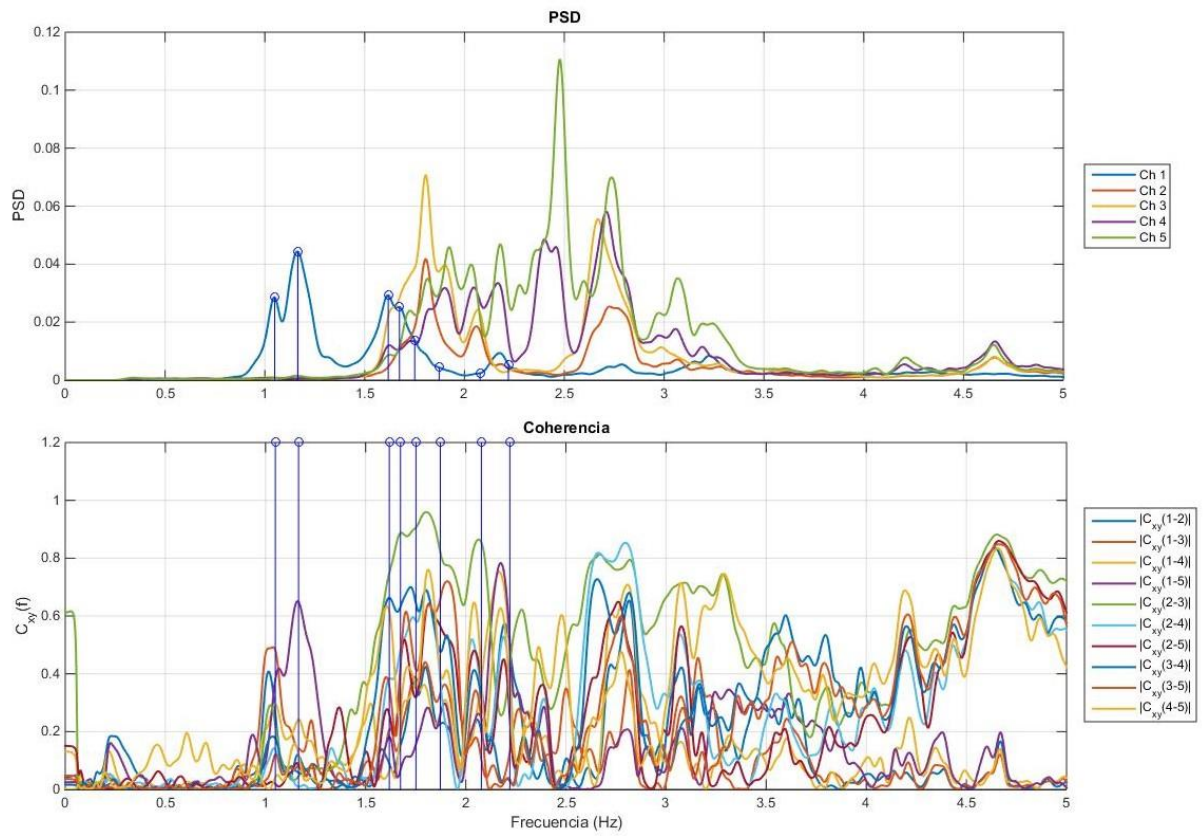 PSD
0.12
0.1
0.08
0.06
0.04
0.02
0
PSD
0 0.5 1 1.5 2 2.5 3 3.5 4 4.5 5
Ch 1
Ch 2
Ch 3
Ch 4
Ch 5
Coherencia
1.2
1
0.8
0.6
0.4
0.2
0
C_xy(f)
0 0.5 1 1.5 2 2.5 3 3.5 4 4.5 5
Frecuencia (Hz)
|C_xy(1-2)|
|C_xy(1-3)|
|C_xy(1-4)|
|C_xy(1-5)|
|C_xy(2-3)|
|C_xy(2-4)|
|C_xy(2-5)|
|C_xy(3-4)|
|C_xy(3-5)|
|C_xy(4-5)|